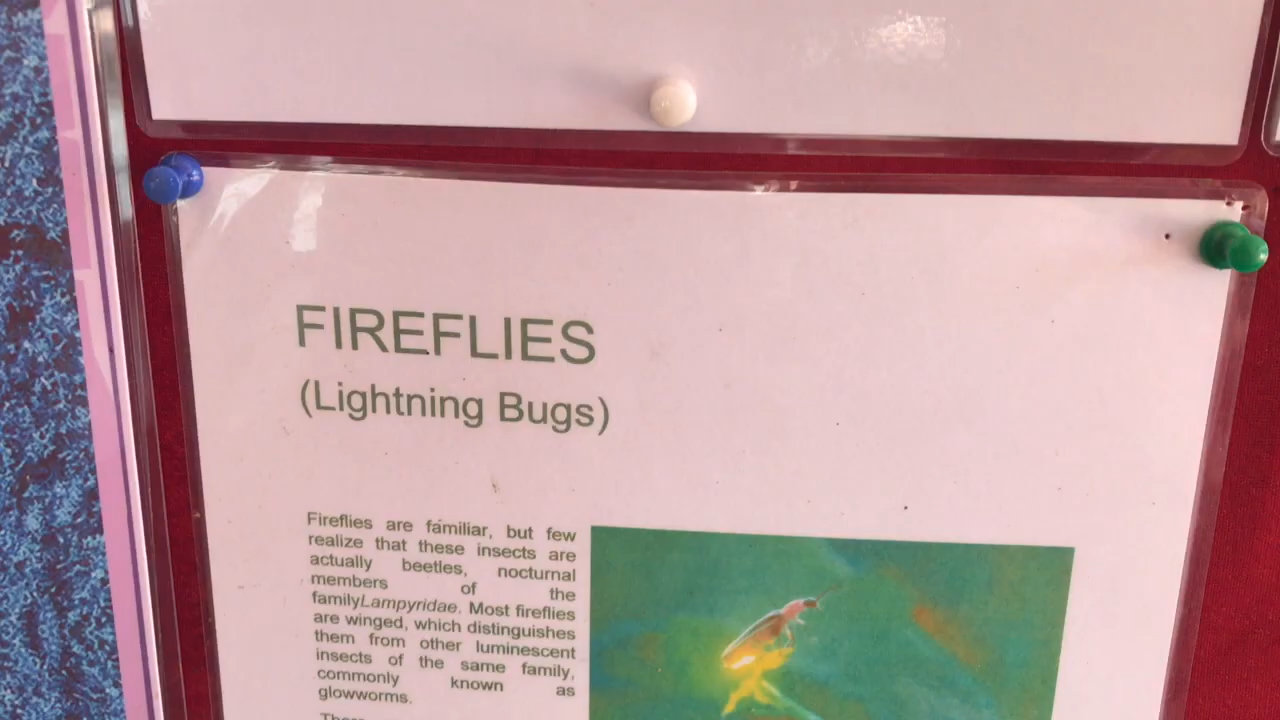 FIREFLIES
(Lightning Bugs)
Fireflies are familiar, but few
realize that these insects are
actually beetles, nocturnal
members of the
familyLampyridae. Most fireflies
are winged, which distinguishes
them from other luminescent
insects of the same family,
commonly known as
glowworms.